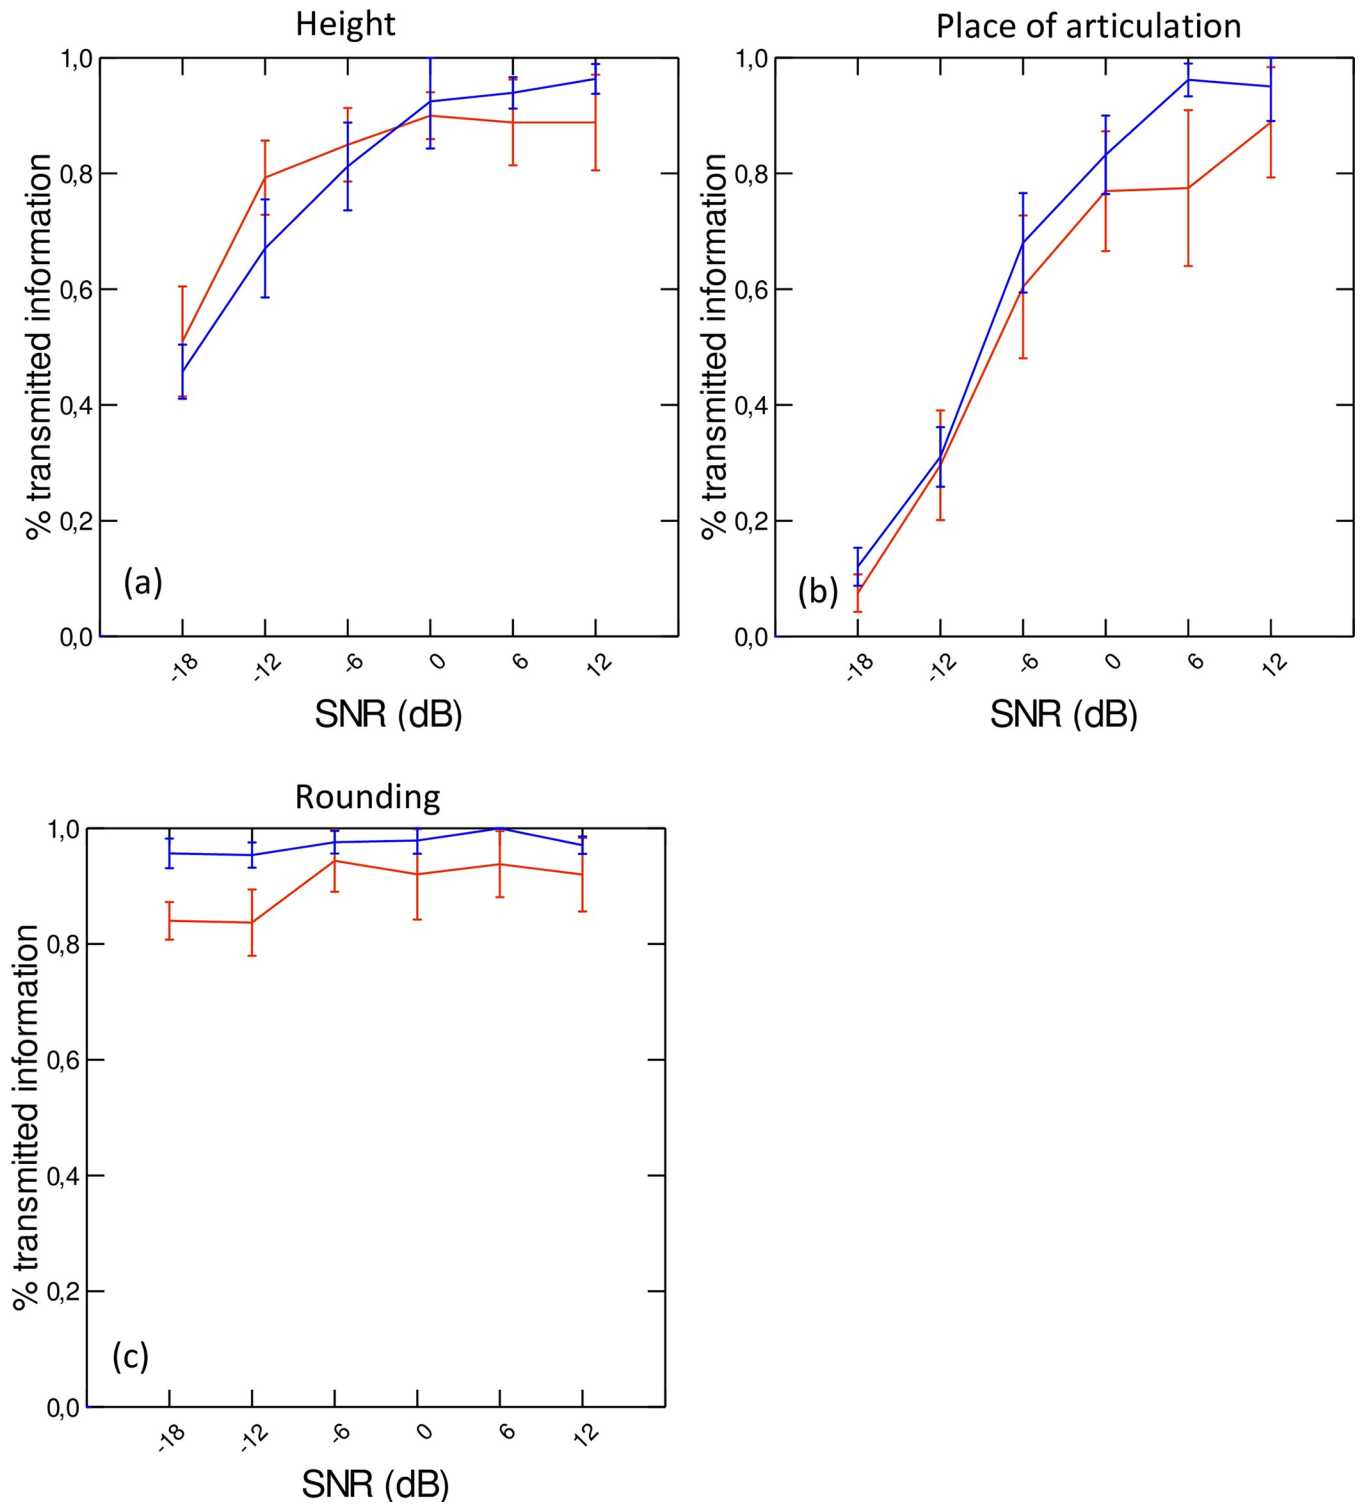 Height
% transmitted information
1,0
0,8
0,6
0,4
0,2
0,0
(a)
-18 -12 -6 0 6 12
SNR (dB)
Place of articulation
% transmitted information
1,0
0,8
0,6
0,4
0,2
0,0
(b)
-18 -12 -6 0 6 12
SNR (dB)
Rounding
% transmitted information
1,0
0,8
0,6
0,4
0,2
0,0
(c)
-18 -12 -6 0 6 12
SNR (dB)